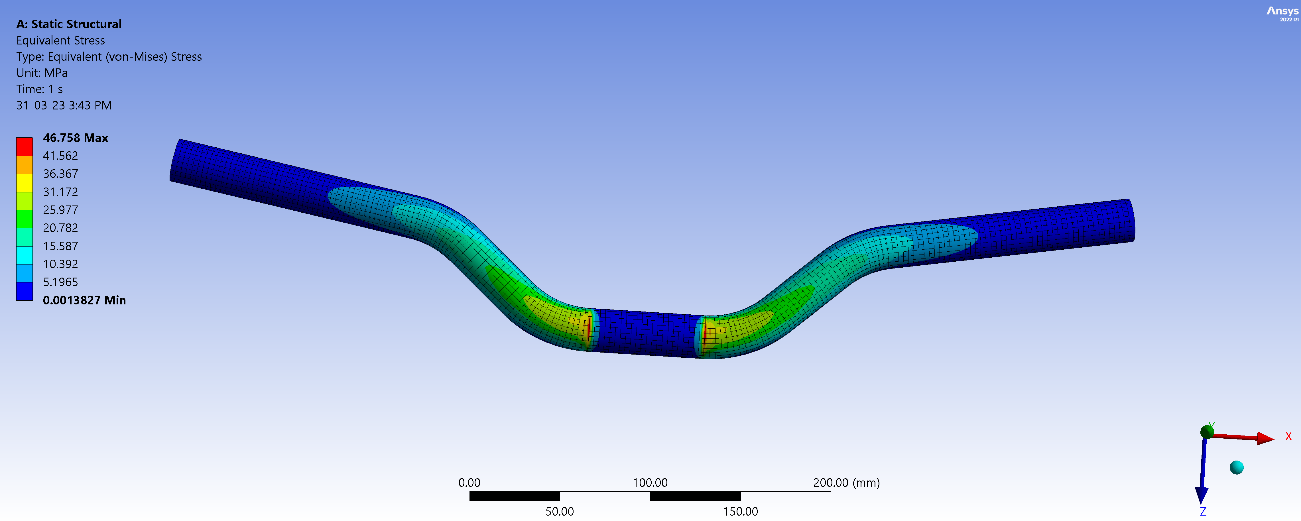 A: Static Structural
Equivalent Stress
Type: Equivalent (von-Mises) Stress
Unit: MPa
Time: 1 s
31 03 23 3:43 PM
46.758 Max
41.562
36.367
31.172
25.977
20.782
15.587
10.392
5.1965
0.0013827 Min
Ansys
2022 R1
0.00 100.00 200.00 (mm)
50.00 150.00
Y
X
Z